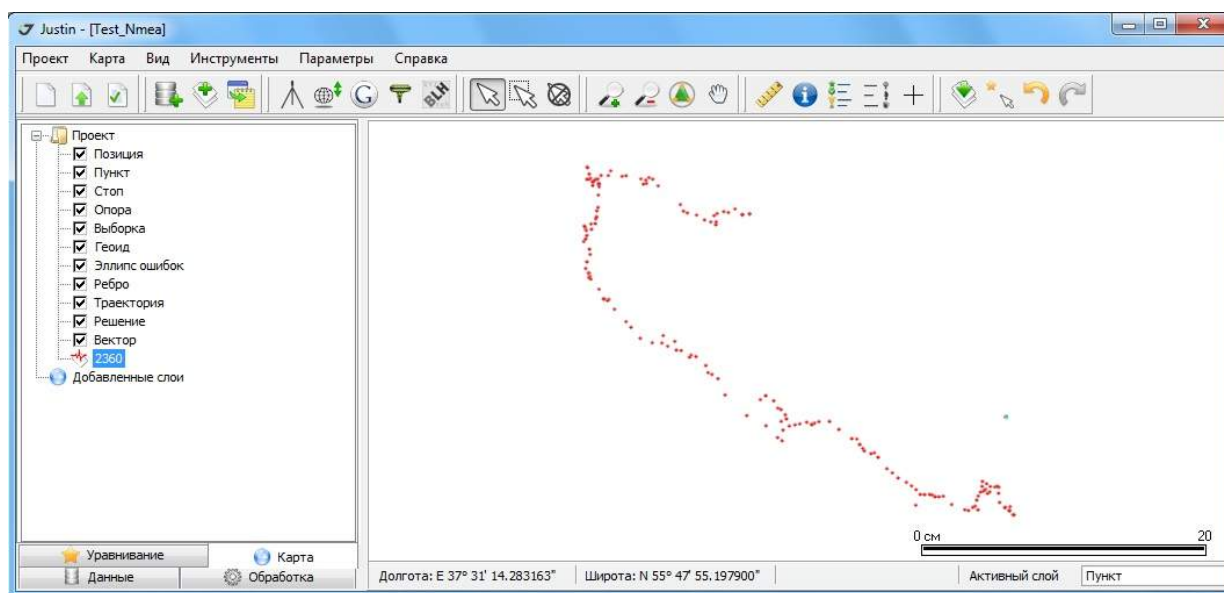 Justin - [Test_Nmea]
Проект Карта Вид Инструменты Параметры Справка
G BLH
Проект
Позиция
Пункт
Стоп
Опора
Выборка
Геоид
Эллипс ошибок
Ребро
Траектория
Решение
Вектор
2360
Добавленные слои
0 см 20
Уравнивание Карта
Данные Обработка
Долгота: E 37° 31' 14.283163" Широта: N 55° 47' 55.197900" Активный слой Пункт